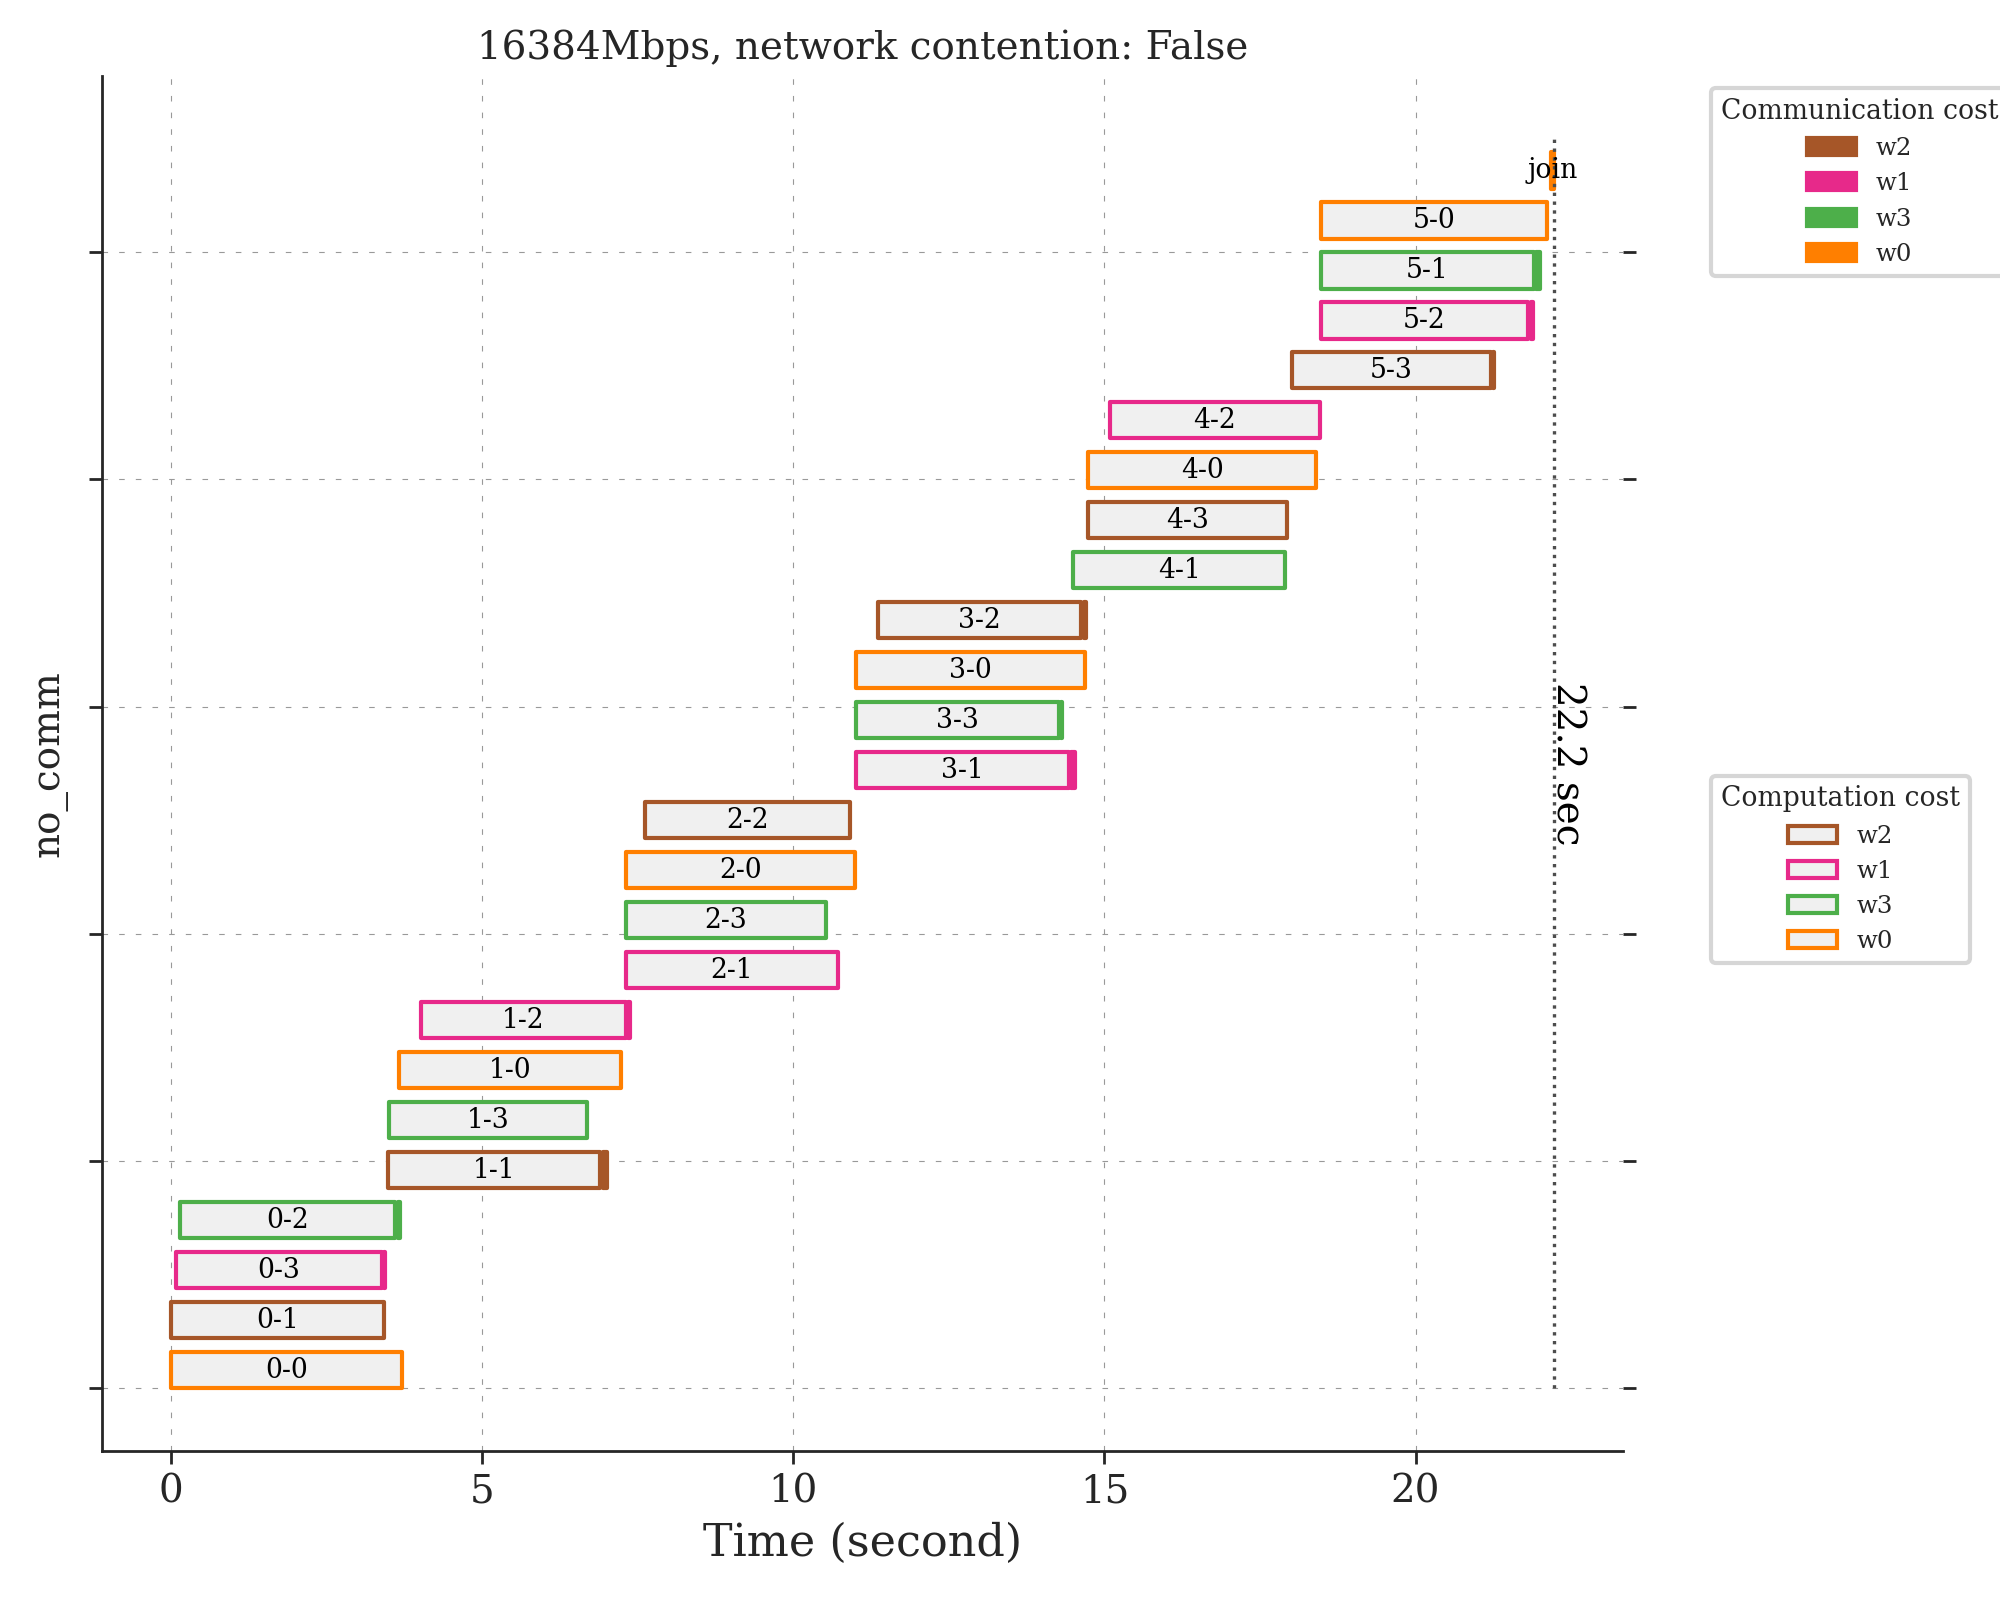 16384Mbps, network contention: False
Communication cost
w2
w1
w3
w0
join
5-0
5-1
5-2
5-3
4-2
4-0
4-3
4-1
3-2
3-0
3-3
3-1
2-2
2-0
2-3
2-1
1-2
1-0
1-3
1-1
0-2
0-3
0-1
0-0
22.2 sec
no_comm
Computation cost
w2
w1
w3
w0
0
5
10
15
20
Time (second)